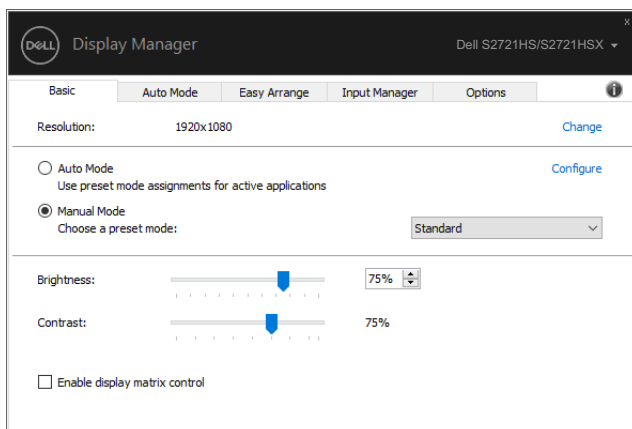 DELL Display Manager Dell S2721HS/S2721HSX
Basic Auto Mode Easy Arrange Input Manager Options
Resolution: 1920x1080 Change
Auto Mode Configure
Use preset mode assignments for active applications
Manual Mode
Choose a preset mode: Standard
Brightness: 75%
Contrast: 75%
Enable display matrix control